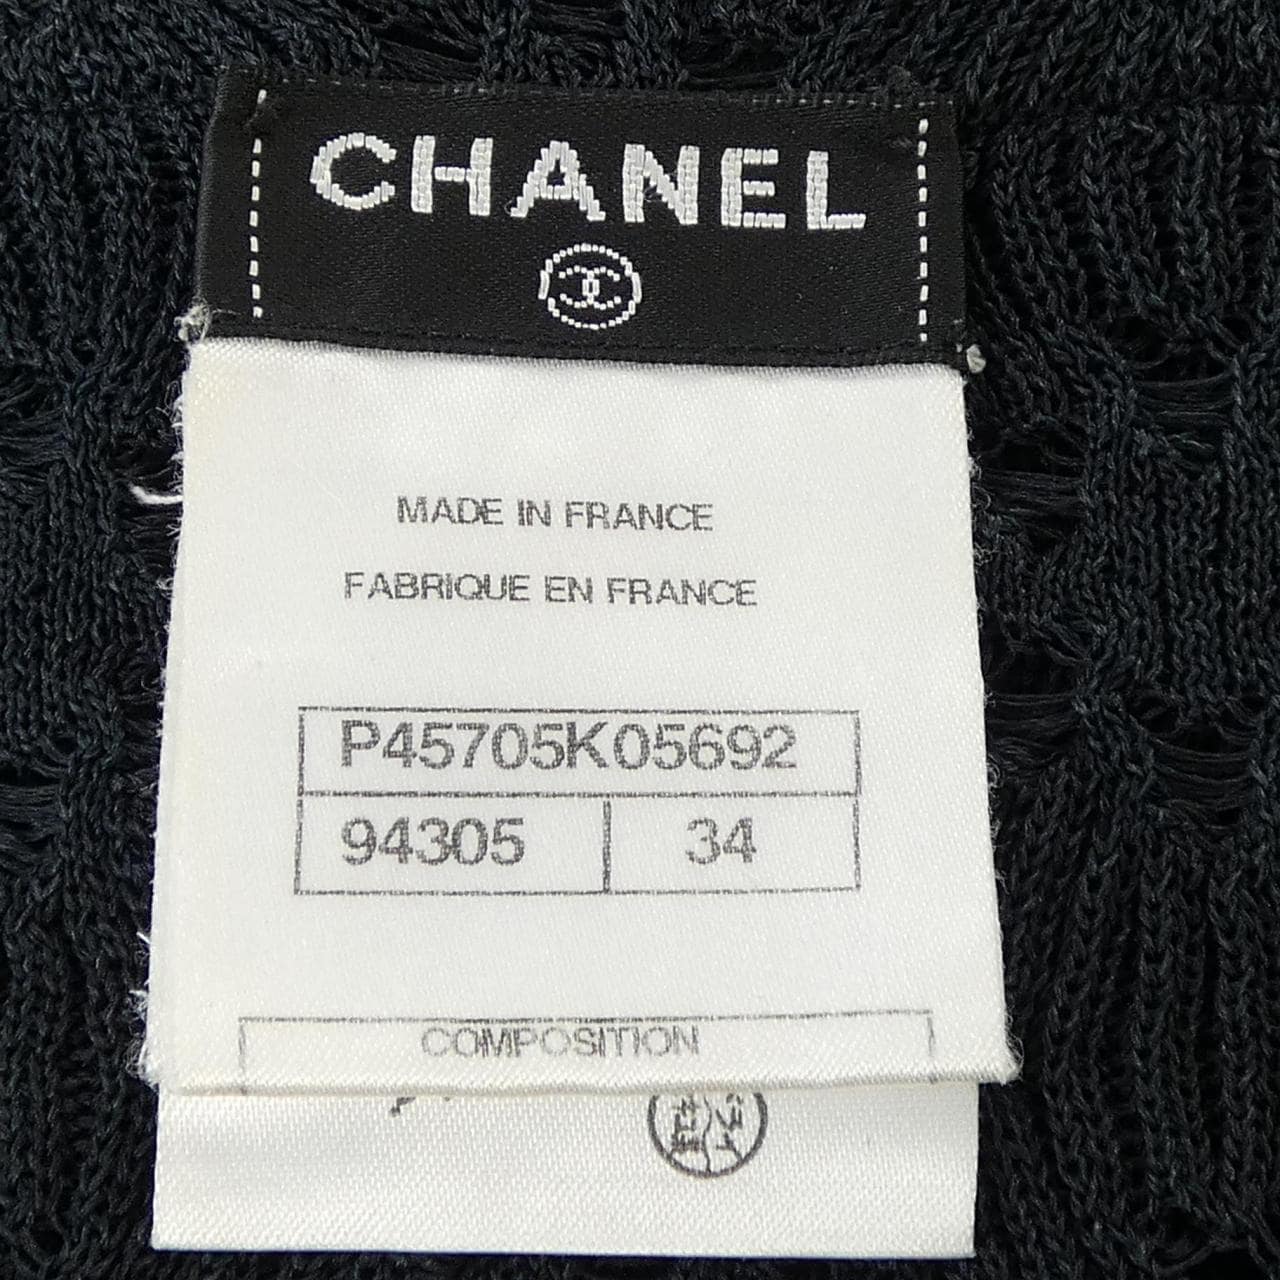 CHANEL
MADE IN FRANCE
FABRIQUE EN FRANCE
P45705K05692
94305 34
COMPOSITION